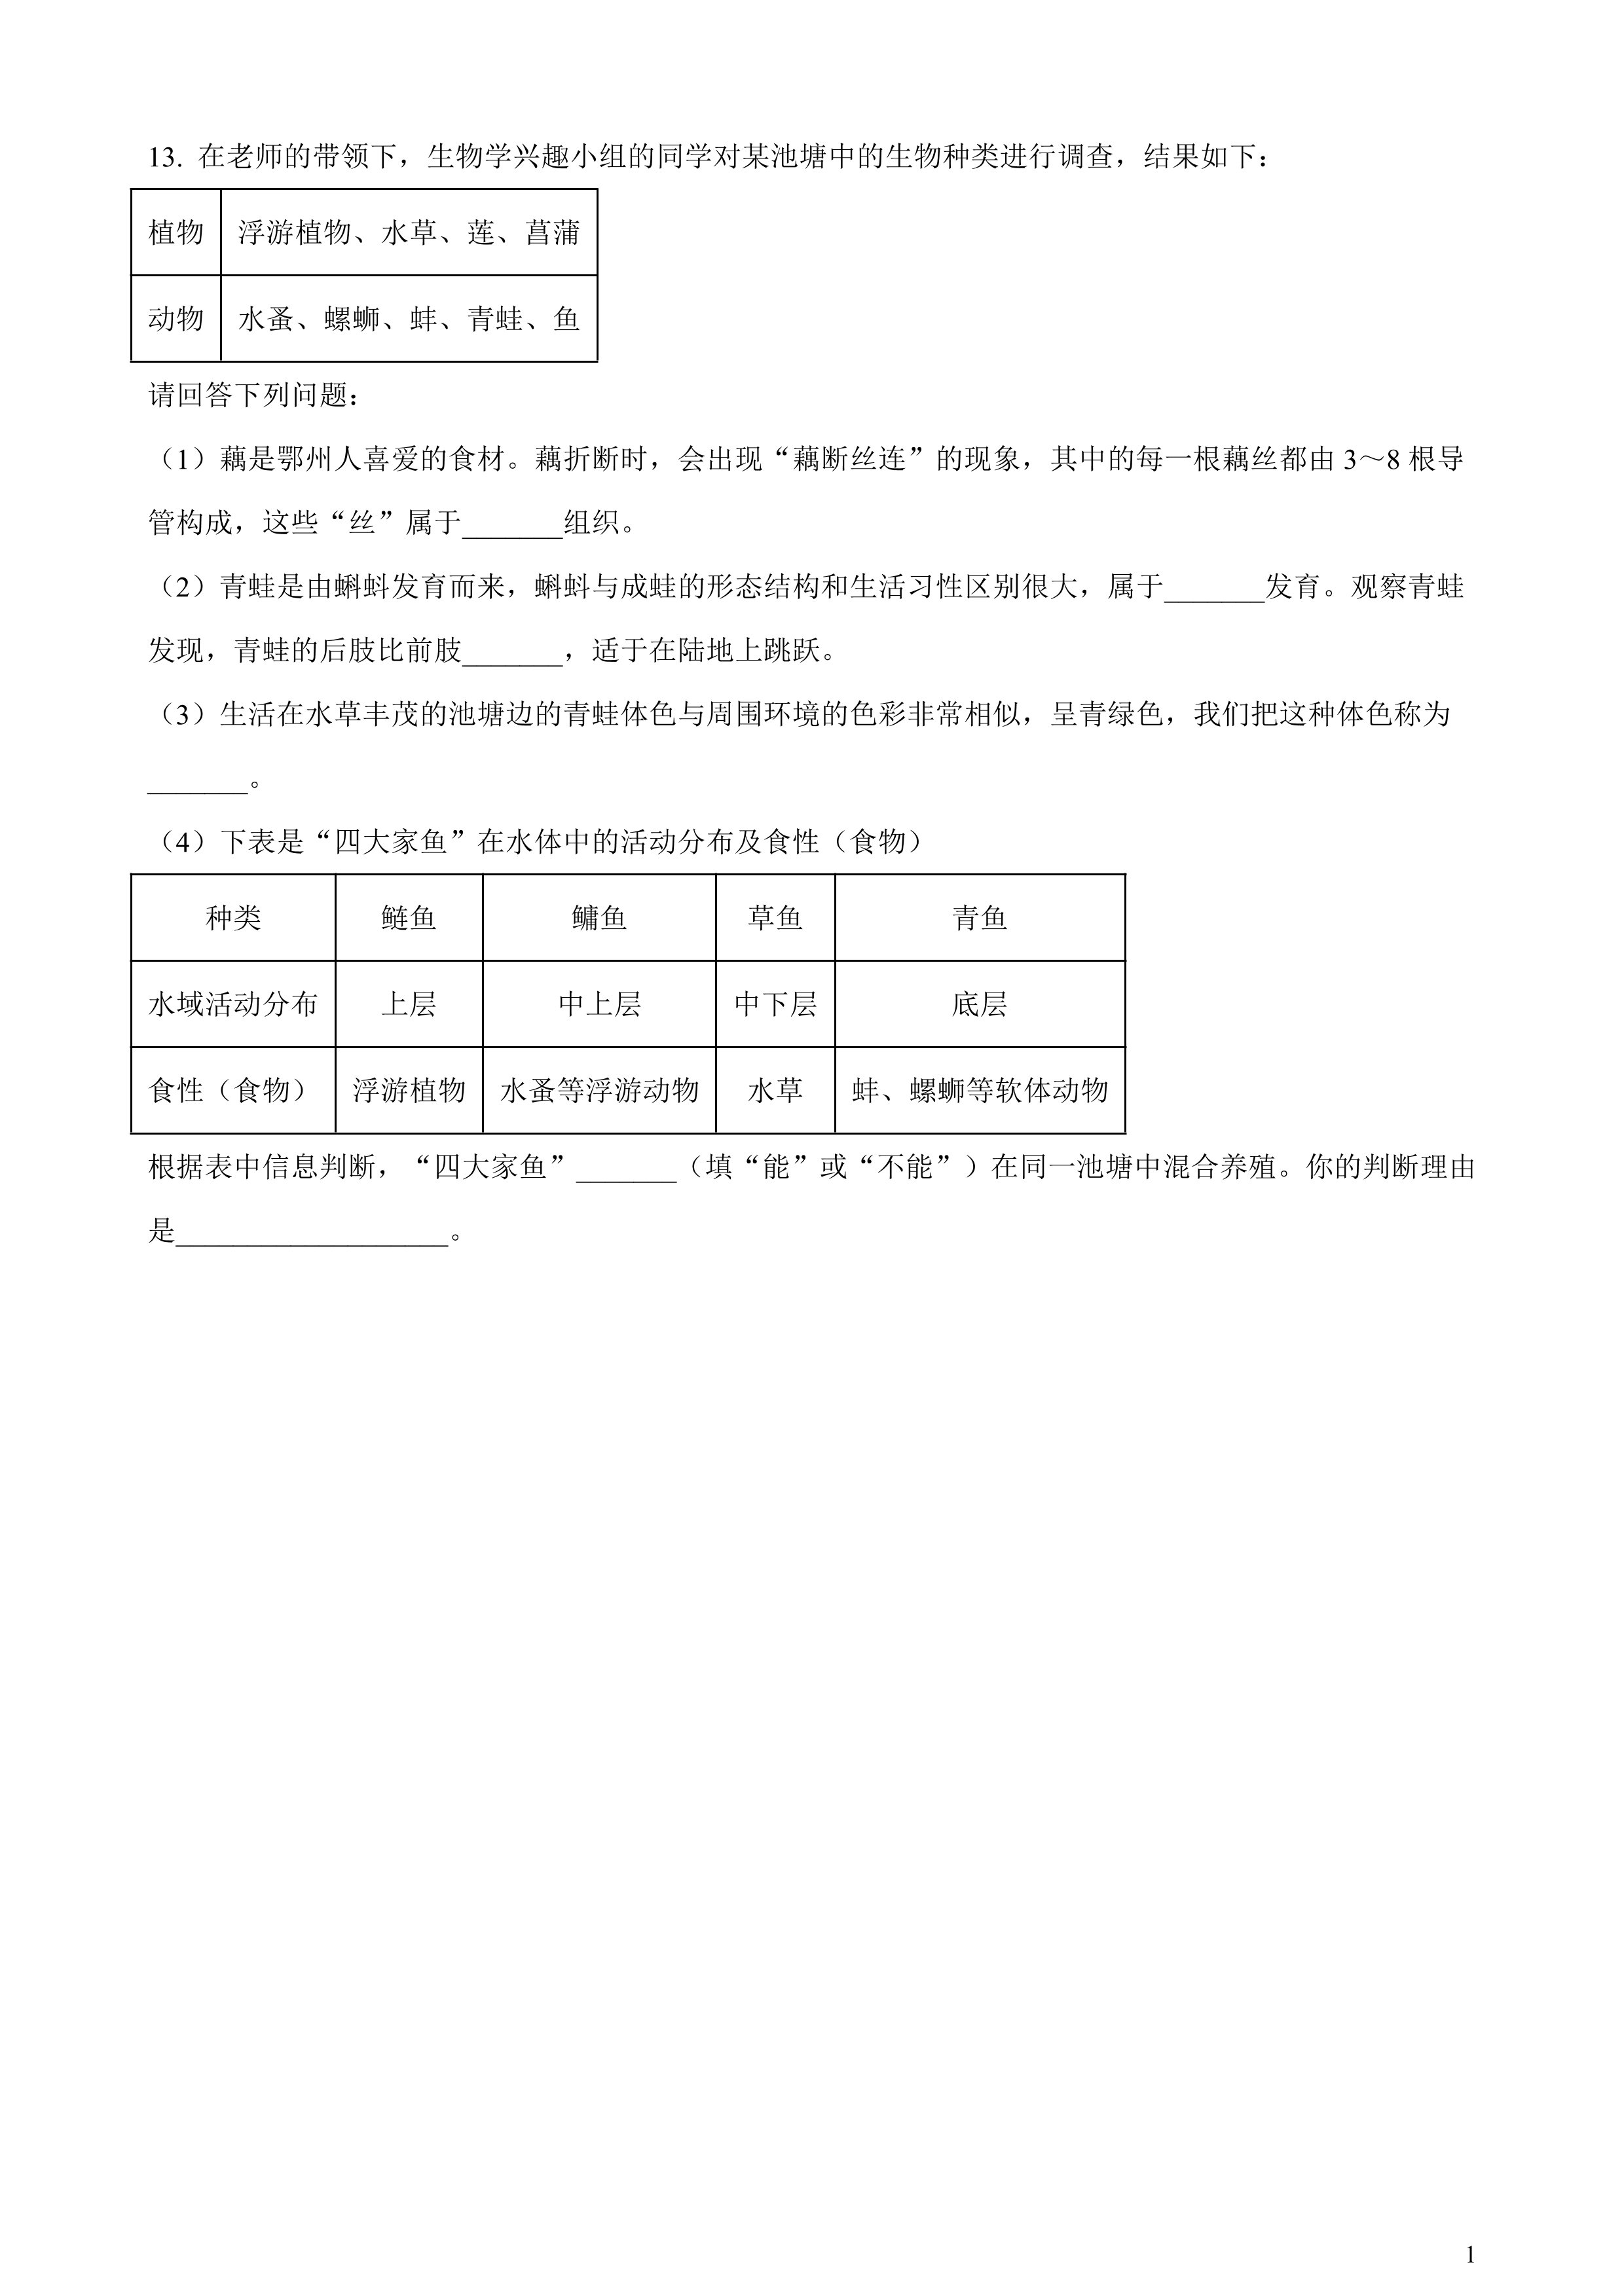 13. 在老师的带领下，生物学兴趣小组的同学对某池塘中的生物种类进行调查，结果如下：
植物 浮游植物、水草、莲、菖蒲
动物 水蚤、螺蛳、蚌、青蛙、鱼
请回答下列问题：
（1）藕是鄂州人喜爱的食材。藕折断时，会出现“藕断丝连”的现象，其中的每一根藕丝都由 3～8 根导
管构成，这些“丝”属于_______组织。
（2）青蛙是由蝌蚪发育而来，蝌蚪与成蛙的形态结构和生活习性区别很大，属于_______发育。观察青蛙
发现，青蛙的后肢比前肢_______，适于在陆地上跳跃。
（3）生活在水草丰茂的池塘边的青蛙体色与周围环境的色彩非常相似，呈青绿色，我们把这种体色称为
_______。
（4）下表是“四大家鱼”在水体中的活动分布及食性（食物）
种类 鲢鱼 鳙鱼 草鱼 青鱼
水域活动分布 上层 中上层 中下层 底层
食性（食物） 浮游植物 水蚤等浮游动物 水草 蚌、螺蛳等软体动物
根据表中信息判断，“四大家鱼”_______（填“能”或“不能”）在同一池塘中混合养殖。你的判断理由
是___________________。
1